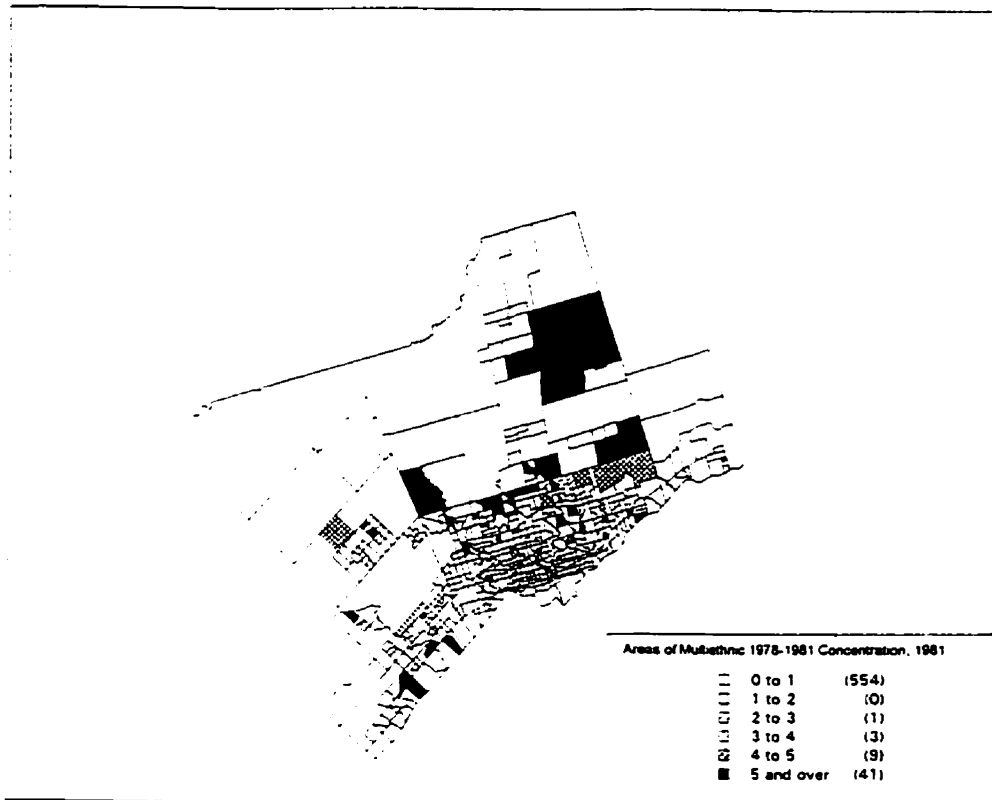 Areas of Multiethnic 1978-1981 Concentration, 1981
0 to 1 (554)
1 to 2 (0)
2 to 3 (1)
3 to 4 (3)
4 to 5 (9)
5 and over (41)